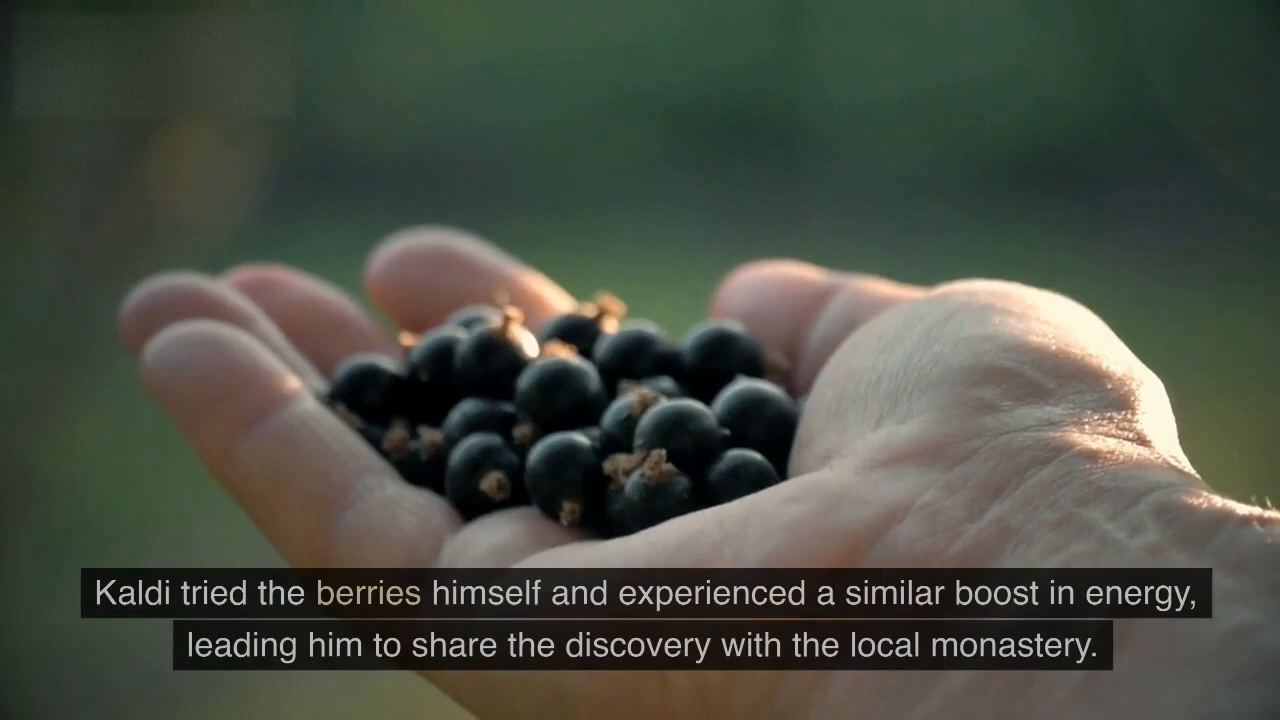 Kaldi tried the berries himself and experienced a similar boost in energy,
leading him to share the discovery with the local monastery.